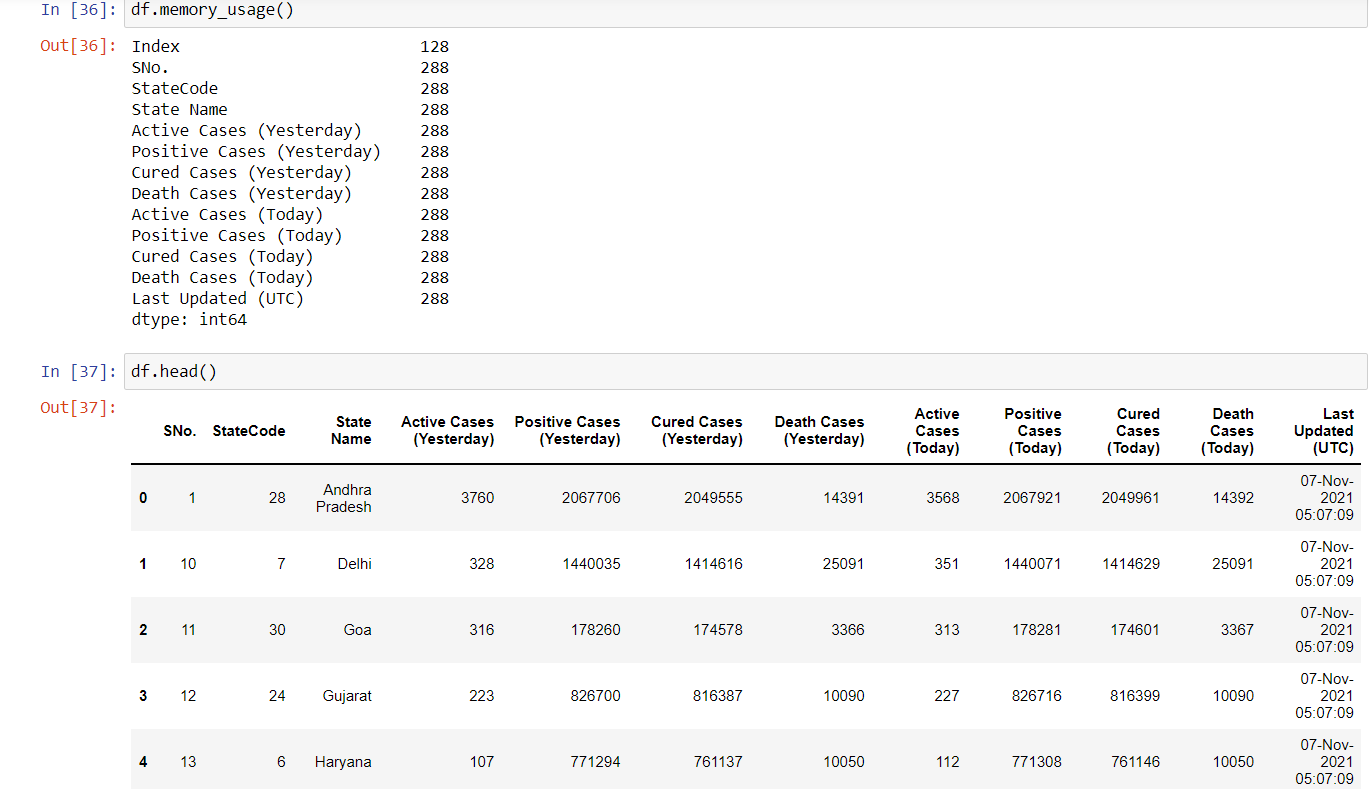 In [36]: df.memory_usage()
Out[36]: Index 128
SNo. 288
StateCode 288
State Name 288
Active Cases (Yesterday) 288
Positive Cases (Yesterday) 288
Cured Cases (Yesterday) 288
Death Cases (Yesterday) 288
Active Cases (Today) 288
Positive Cases (Today) 288
Cured Cases (Today) 288
Death Cases (Today) 288
Last Updated (UTC) 288
dtype: int64
In [37]: df.head()
Out[37]:
SNo. StateCode State Name Active Cases (Yesterday) Positive Cases (Yesterday) Cured Cases (Yesterday) Death Cases (Yesterday) Active Cases (Today) Positive Cases (Today) Cured Cases (Today) Death Cases (Today) Last Updated (UTC)
0 1 28 Andhra Pradesh 3760 2067706 2049555 14391 3568 2067921 2049961 14392 07-Nov-2021 05:07:09
1 10 7 Delhi 328 1440035 1414616 25091 351 1440071 1414629 25091 07-Nov-2021 05:07:09
2 11 30 Goa 316 178260 174578 3366 313 178281 174601 3367 07-Nov-2021 05:07:09
3 12 24 Gujarat 223 826700 816387 10090 227 826716 816399 10090 07-Nov-2021 05:07:09
4 13 6 Haryana 107 771294 761137 10050 112 771308 761146 10050 07-Nov-2021 05:07:09